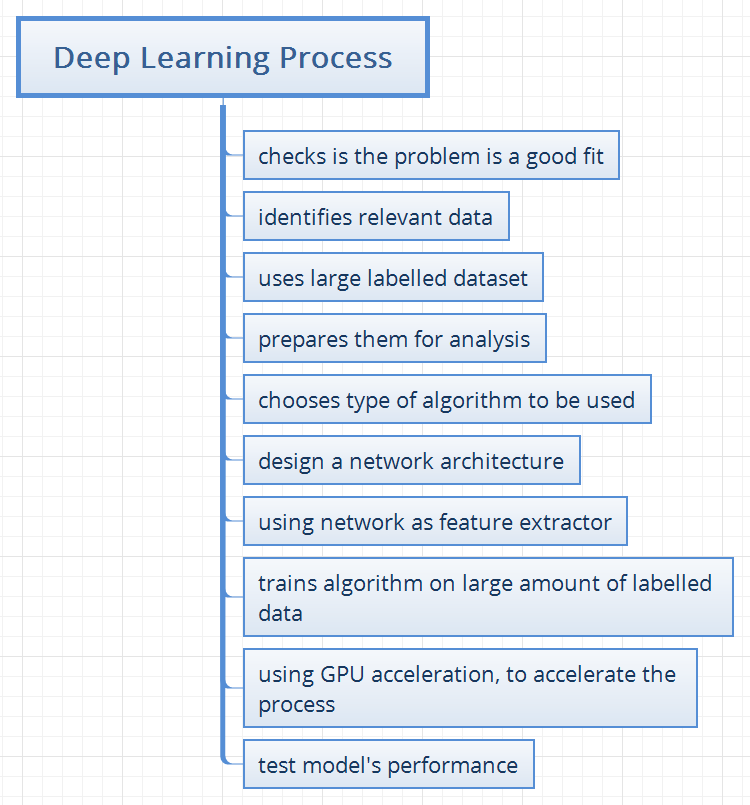 Deep Learning Process
checks is the problem is a good fit
identifies relevant data
uses large labelled dataset
prepares them for analysis
chooses type of algorithm to be used
design a network architecture
using network as feature extractor
trains algorithm on large amount of labelled
data
using GPU acceleration, to accelerate the
process
test model's performance